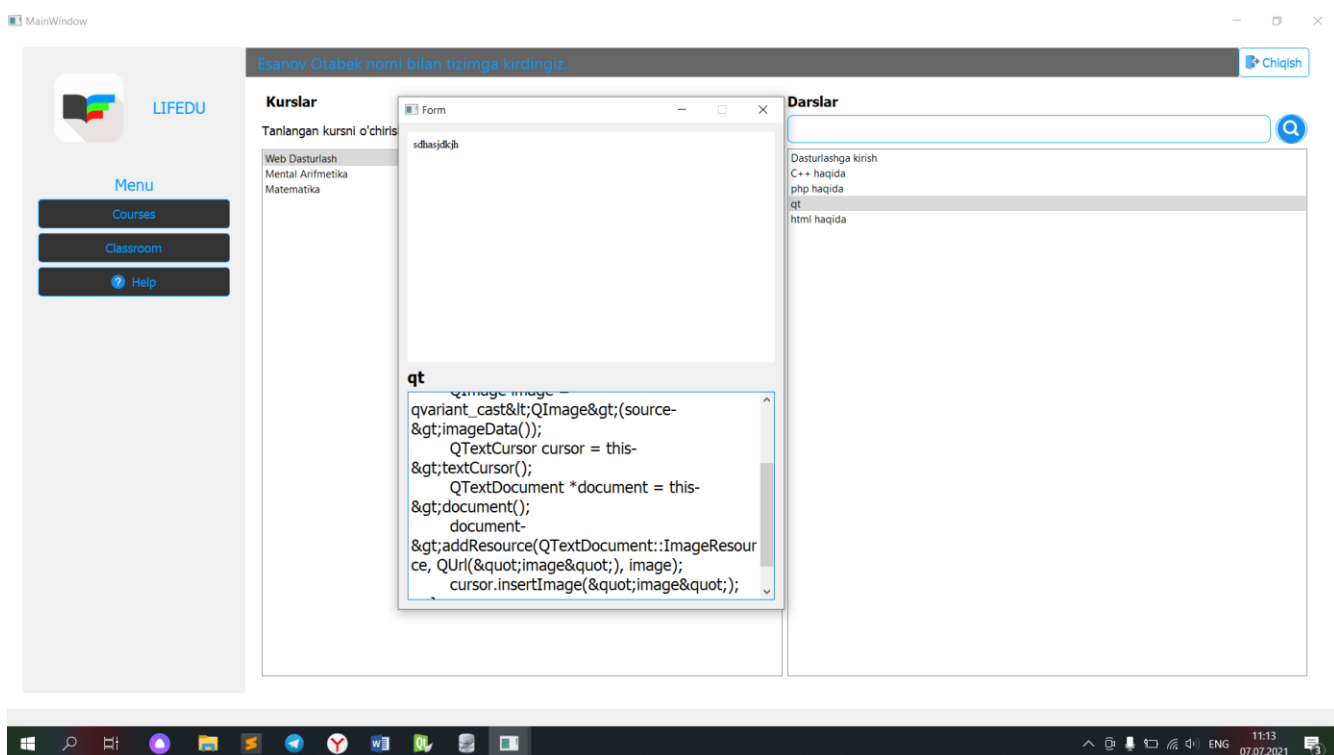 MainWindow
Esanov Otabek nomi bilan tizimga kirdingiz.
Chiqish
LIFEDU
Menu
Courses
Classroom
Help
Kurslar
Tanlangan kursni o'chiris
Web Dasturlash
Mental Arifmetika
Matematika
Form
sdhasjdkjh
qt
QImage image =
qvariant_cast&lt;QImage&gt;(source-
&gt;imageData());
QTextCursor cursor = this-
&gt;textCursor();
QTextDocument *document = this-
&gt;document();
document-
&gt;addResource(QTextDocument::ImageResour
ce, QUrl(&quot;image&quot;), image);
cursor.insertImage(&quot;image&quot;);
Darslar
Dasturlashga kirish
C++ haqida
php haqida
qt
html haqida
ENG
11:13
07.07.2021
3